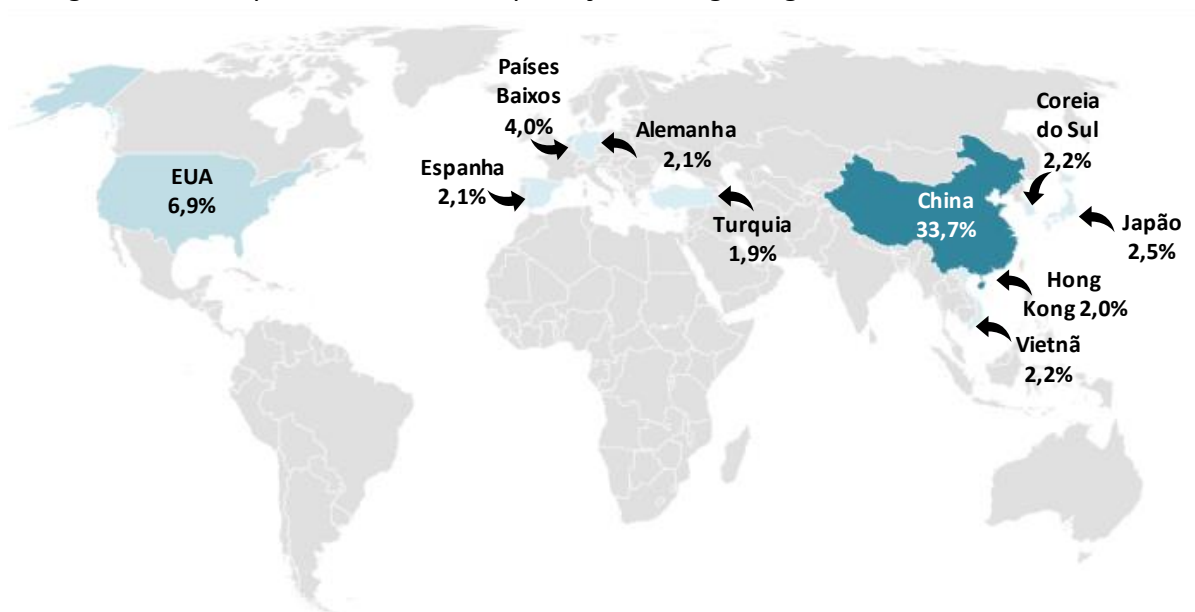 Países
Baixos
4,0%
Alemanha
2,1%
Espanha
2,1%
EUA
6,9%
Turquia
1,9%
Coreia
do Sul
2,2%
China
33,7%
Japão
2,5%
Hong
Kong 2,0%
Vietnã
2,2%